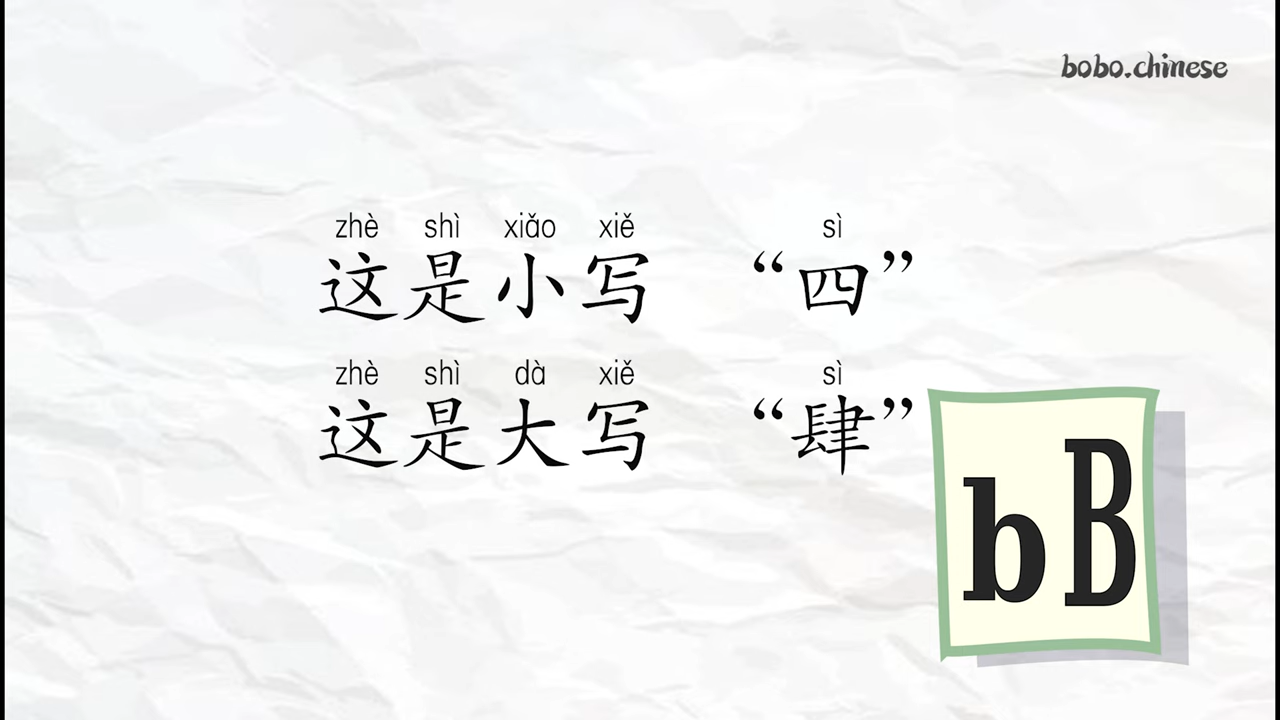 bobo.chinese
zhè shì xiǎo xiě sì
这是小写 “四”
zhè shì dà xiě sì
这是大写 “肆”
b B